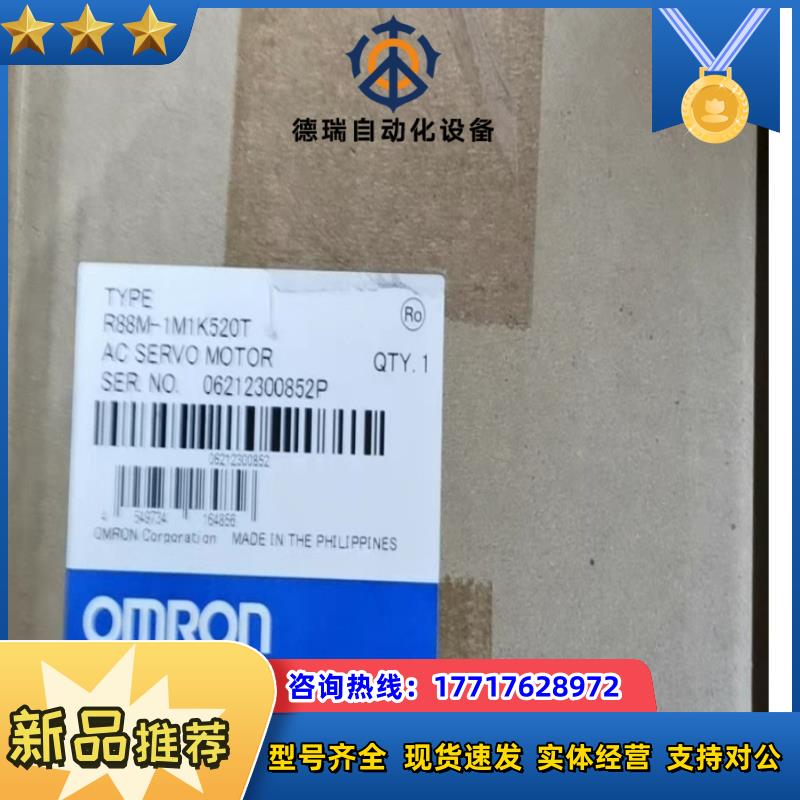 德瑞自动化设备
TYPE
R88M-1M1K520T
Ro
AC SERVO MOTOR
QTY. 1
SER. NO. 06212300852P
06212300852
4 549734 164856
OMRON Corporation MADE IN THE PHILIPPINES
OMRON
咨询热线：17717628972
新品推荐
型号齐全 现货速发 实体经营 支持对公